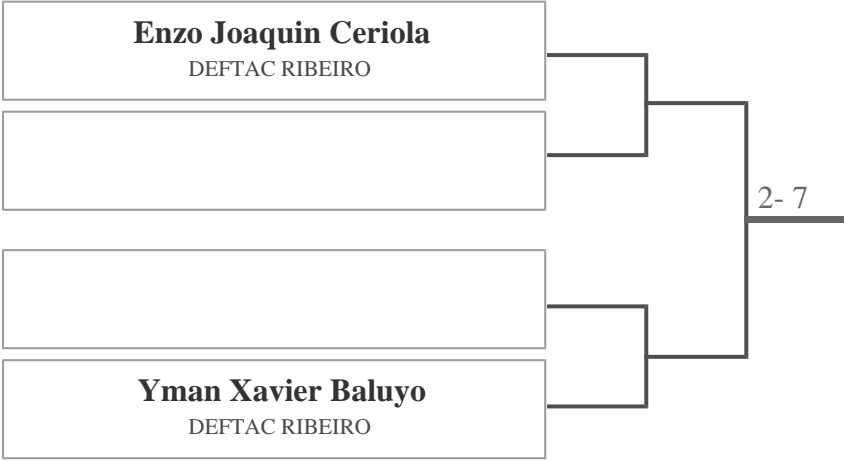 Enzo Joaquin Ceriola
DEFTAC RIBEIRO
2- 7
Yman Xavier Baluyo
DEFTAC RIBEIRO